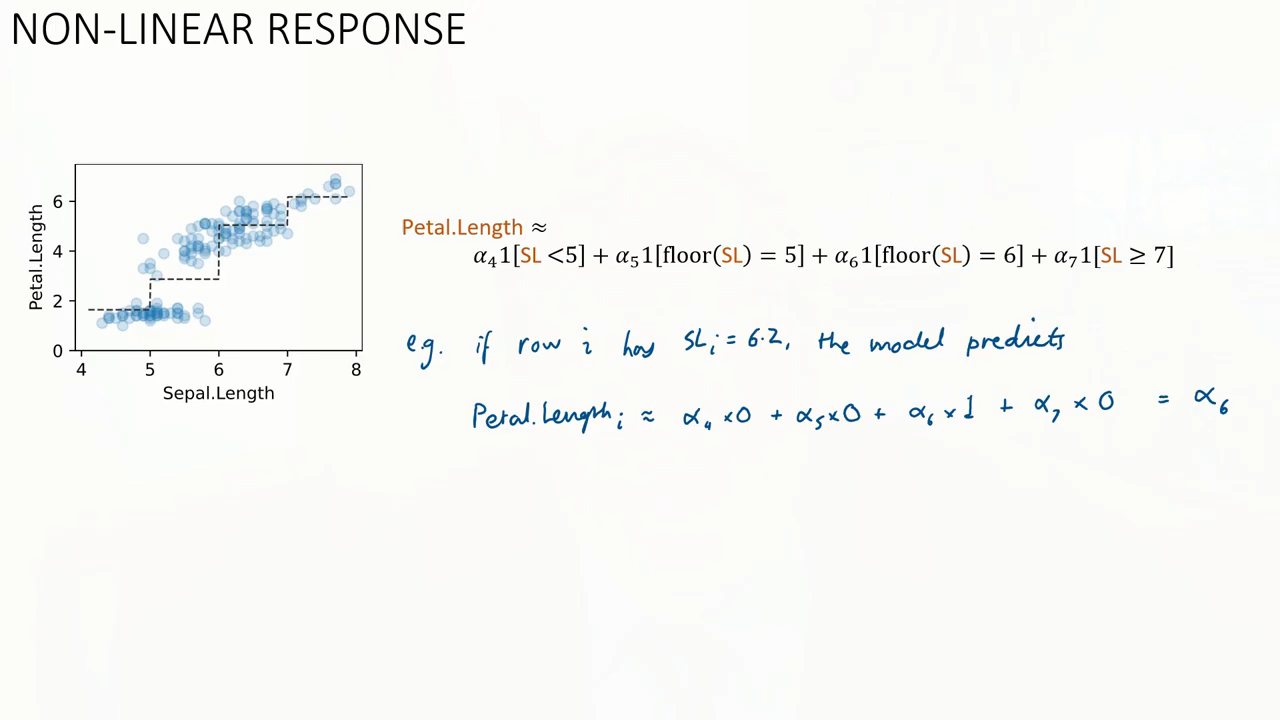 NON-LINEAR RESPONSE
Petal.Length
6
4
2
0
4 5 6 7 8
Sepal.Length
Petal.Length ≈
α₄1[SL <5] + α₅1[floor(SL) = 5] + α₆1[floor(SL) = 6] + α₇1[SL ≥ 7]
e.g. if row i has SLᵢ = 6.2, the model predicts
Petal.Lengthᵢ ≈ α₄ × 0 + α₅ × 0 + α₆ × 1 + α₇ × 0 = α₆